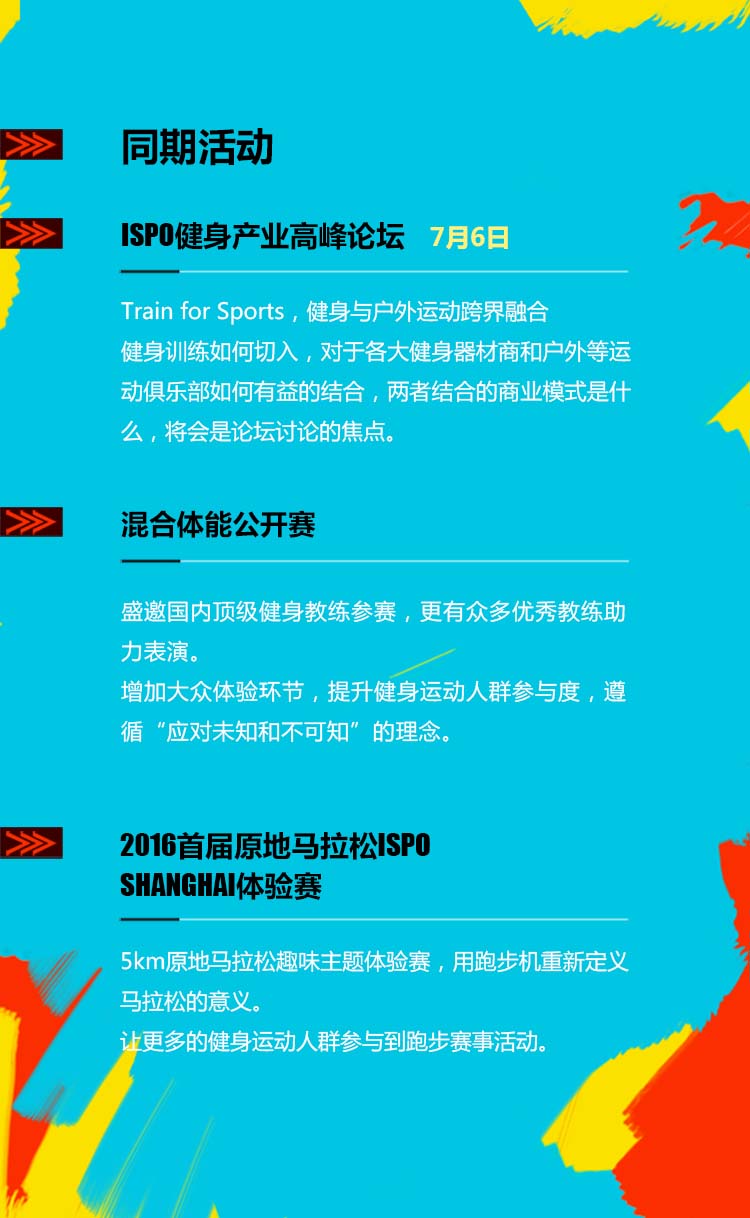 同期活动
ISPO健身产业高峰论坛 7月6日
Train for Sports，健身与户外运动跨界融合
健身训练如何切入，对于各大健身器材商和户外等运
动俱乐部如何有益的结合，两者结合的商业模式是什
么，将会是论坛讨论的焦点。
混合体能公开赛
盛邀国内顶级健身教练参赛，更有众多优秀教练助
力表演。
增加大众体验环节，提升健身运动人群参与度，遵
循“应对未知和不可知”的理念。
2016首届原地马拉松ISPO
SHANGHAI体验赛
5km原地马拉松趣味主题体验赛，用跑步机重新定义
马拉松的意义。
让更多的健身运动人群参与到跑步赛事活动。